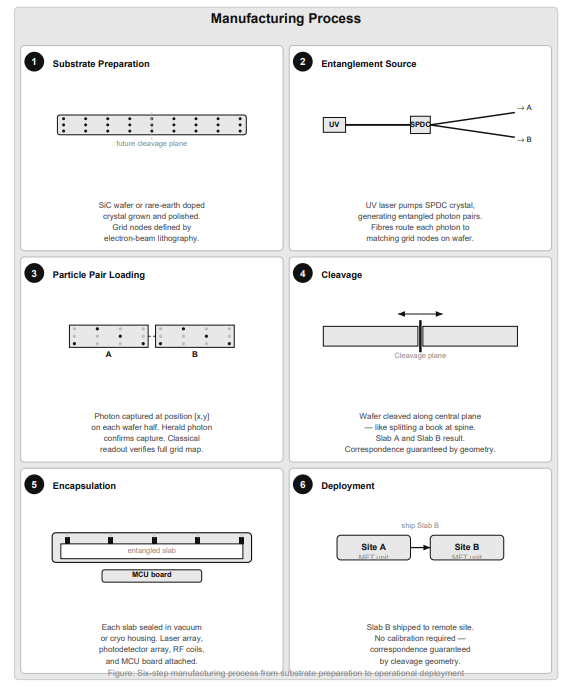 Manufacturing Process
1
Substrate Preparation
future cleavage plane
SiC wafer or rare-earth doped
crystal grown and polished.
Grid nodes defined by
electron-beam lithography.
2
Entanglement Source
UV
SPDC
→ A
→ B
UV laser pumps SPDC crystal,
generating entangled photon pairs.
Fibres route each photon to
matching grid nodes on wafer.
3
Particle Pair Loading
A
B
Photon captured at position [x,y]
on each wafer half. Herald photon
confirms capture. Classical
readout verifies full grid map.
4
Cleavage
Cleavage plane
Wafer cleaved along central plane
— like splitting a book at spine.
Slab A and Slab B result.
Correspondence guaranteed by geometry.
5
Encapsulation
entangled slab
MCU board
Each slab sealed in vacuum
or cryo housing. Laser array,
photodetector array, RF coils,
and MCU board attached.
6
Deployment
ship Slab B
Site A
MET unit
Site B
MET unit
Slab B shipped to remote site.
No calibration required —
correspondence guaranteed
by cleavage geometry.
Figure: Six-step manufacturing process from substrate preparation to operational deployment